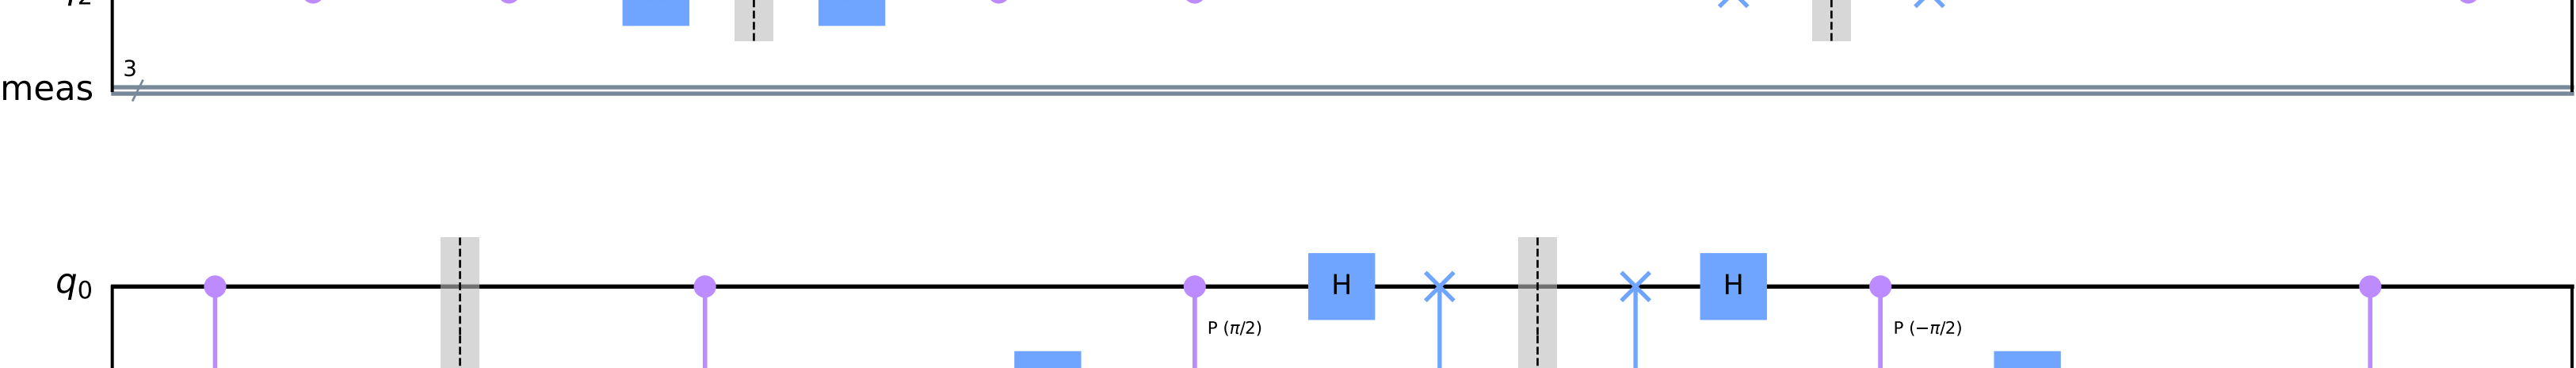 3
meas
q0
H
H
P (π/2)
P (−π/2)